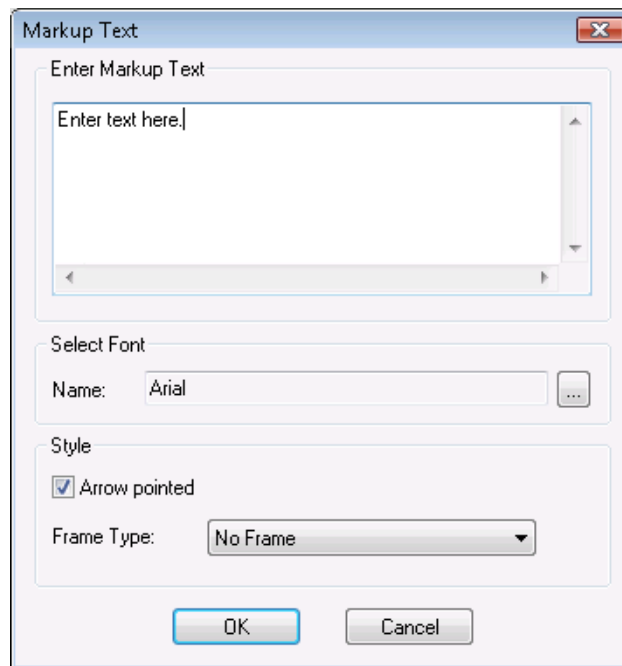 Markup Text
Enter Markup Text
Enter text here.
Select Font
Name: Arial ...
Style
Arrow pointed
Frame Type: No Frame
OK Cancel